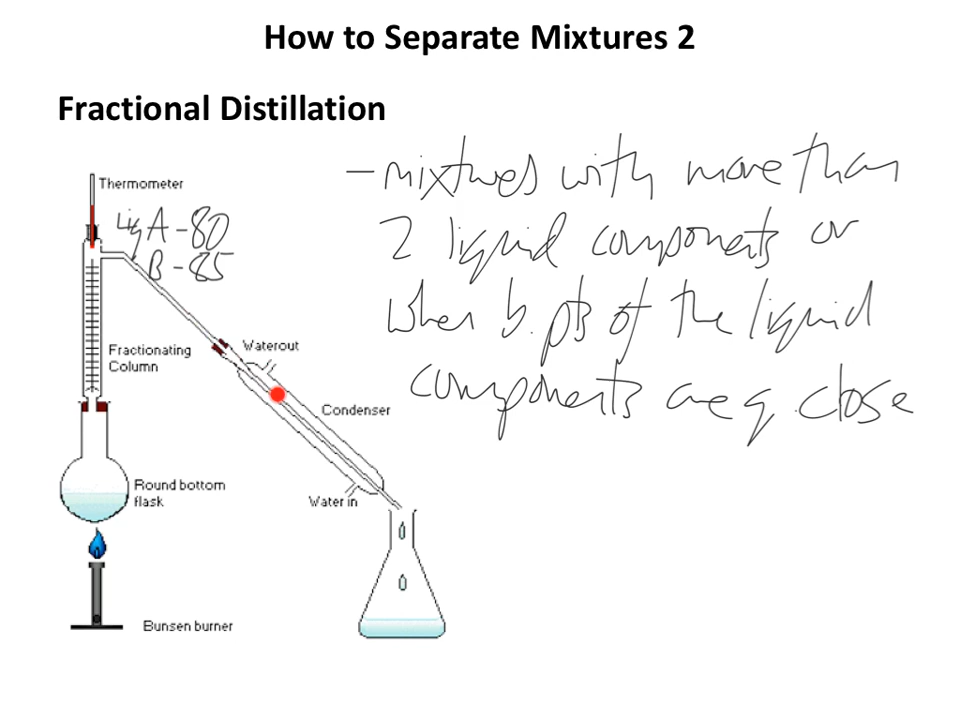 How to Separate Mixtures 2
Fractional Distillation
- mixtures with more than
2 liquid components or
when b. pts of the liquid
components are q. close
Thermometer
Liq A - 80
B - 85
Fractionating
Column
Waterout
Condenser
Round bottom
flask
Water in
Bunsen burner